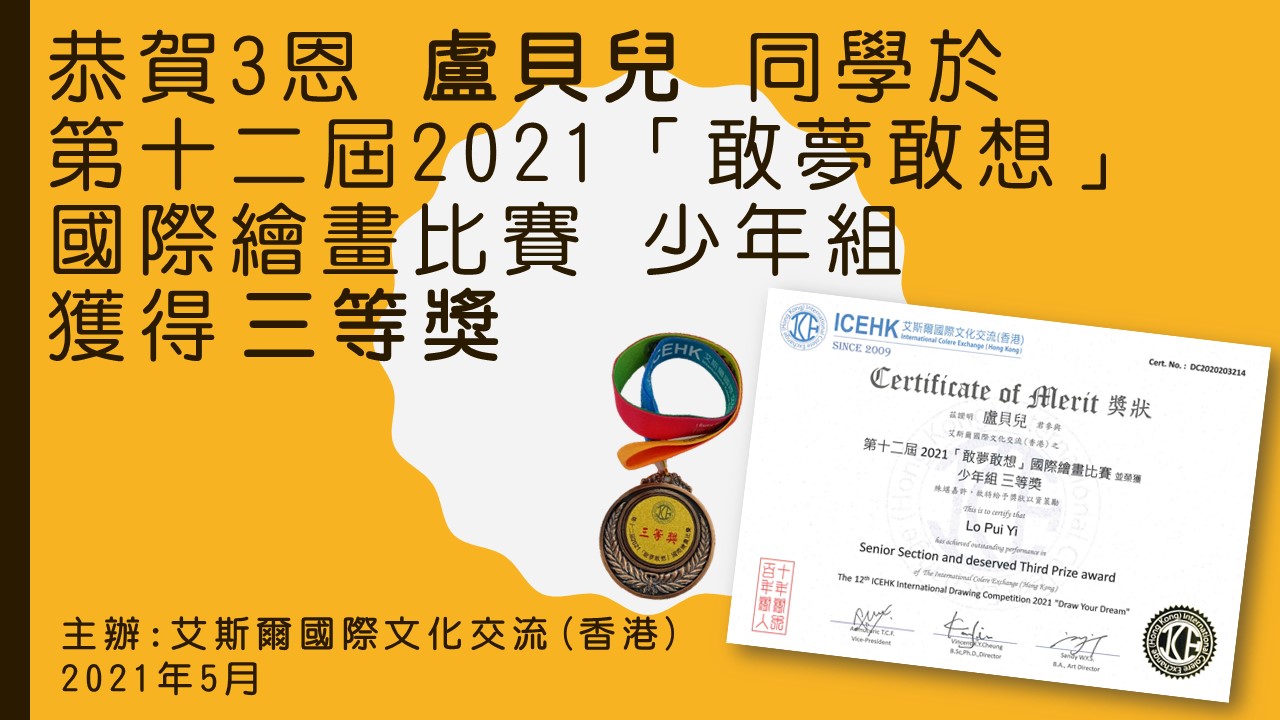 恭賀3恩 盧貝兒 同學於
第十二屆2021「敢夢敢想」
國際繪畫比賽 少年組
獲得三等獎
ICEHK
三等獎
ICEHK 艾斯爾國際文化交流(香港)
International Colere Exchange (Hong Kong)
SINCE 2009
Cert. No. : DC2020203214
Certificate of Merit 獎狀
茲證明 盧貝兒 君參與
艾斯爾國際文化交流(香港)之
第十二屆 2021「敢夢敢想」國際繪畫比賽 並榮獲
少年組 三等獎
殊堪嘉許，故特給予獎狀以資鼓勵
This is to certify that
Lo Pui Yi
has achieved outstanding performance in
Senior Section and deserved Third Prize award
of The International Colere Exchange (Hong Kong)
The 12th ICEHK International Drawing Competition 2021 "Draw Your Dream"
T.C.F.
Vice-President
Vincent K.Y.Cheung
B.Sc,Ph.D.,Director
Sandy W.Y.S.
B.A., Art Director
主辦:艾斯爾國際文化交流(香港)
2021年5月